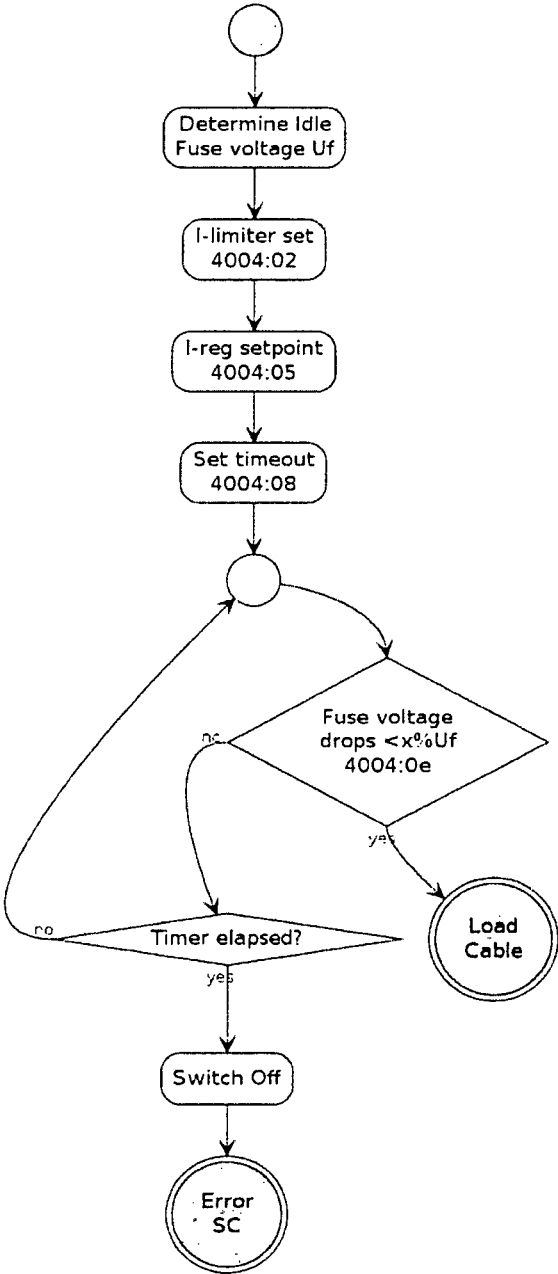 Determine Idle
Fuse voltage Uf
I-limiter set
4004:02
I-reg setpoint
4004:05
Set timeout
4004:08
Fuse voltage
drops <x%Uf
4004:0e
no
yes
Load
Cable
no
Timer elapsed?
yes
Switch Off
Error
SC